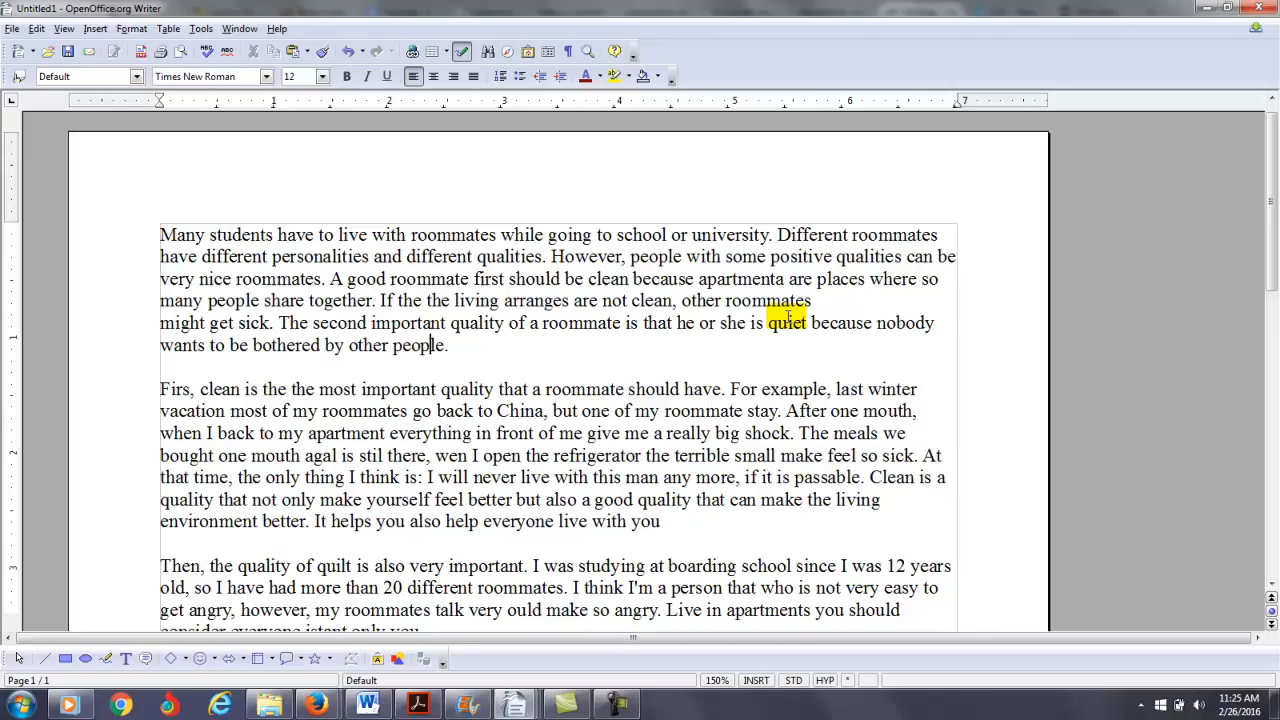 Untitled1 - OpenOffice.org Writer
File Edit View Insert Format Table Tools Window Help
Default Times New Roman 12
1 2 3 4 5 6 7
Many students have to live with roommates while going to school or university. Different roommates
have different personalities and different qualities. However, people with some positive qualities can be
very nice roommates. A good roommate first should be clean because apartmenta are places where so
many people share together. If the the living arranges are not clean, other roommates
might get sick. The second important quality of a roommate is that he or she is quiet because nobody
wants to be bothered by other people.
Firs, clean is the the most important quality that a roommate should have. For example, last winter
vacation most of my roommates go back to China, but one of my roommate stay. After one mouth,
when I back to my apartment everything in front of me give me a really big shock. The meals we
bought one mouth agal is stil there, wen I open the refrigerator the terrible small make feel so sick. At
that time, the only thing I think is: I will never live with this man any more, if it is passable. Clean is a
quality that not only make yourself feel better but also a good quality that can make the living
environment better. It helps you also help everyone live with you
Then, the quality of quilt is also very important. I was studying at boarding school since I was 12 years
old, so I have had more than 20 different roommates. I think I'm a person that who is not very easy to
get angry, however, my roommates talk very ould make so angry. Live in apartments you should
consider everyone istant only you
Page 1 / 1 Default 150% INSRT STD HYP *
11:25 AM
2/26/2016